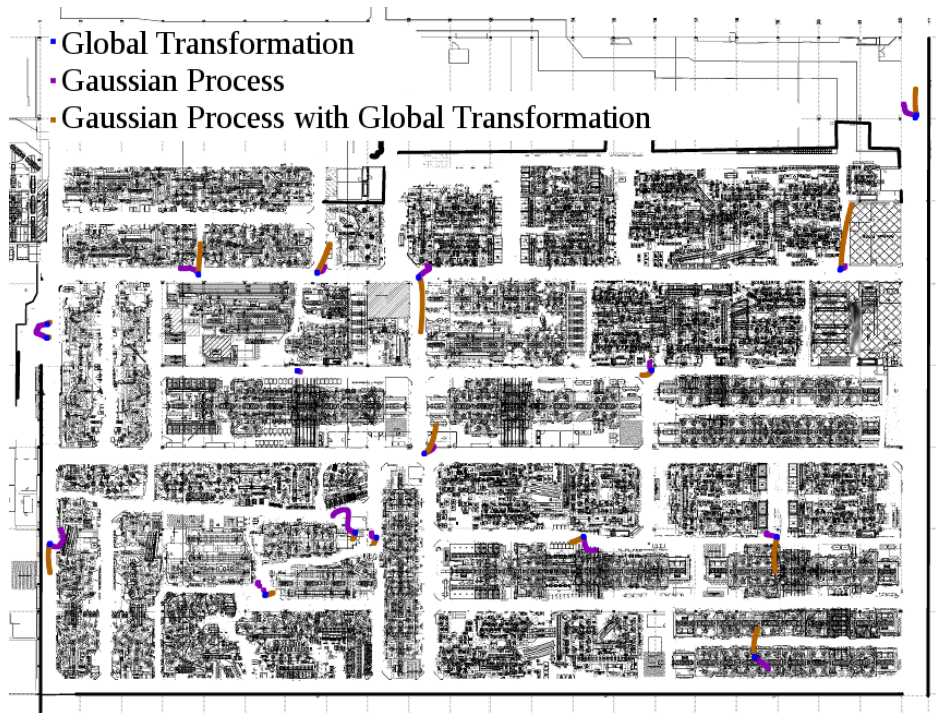 Global Transformation
Gaussian Process
Gaussian Process with Global Transformation